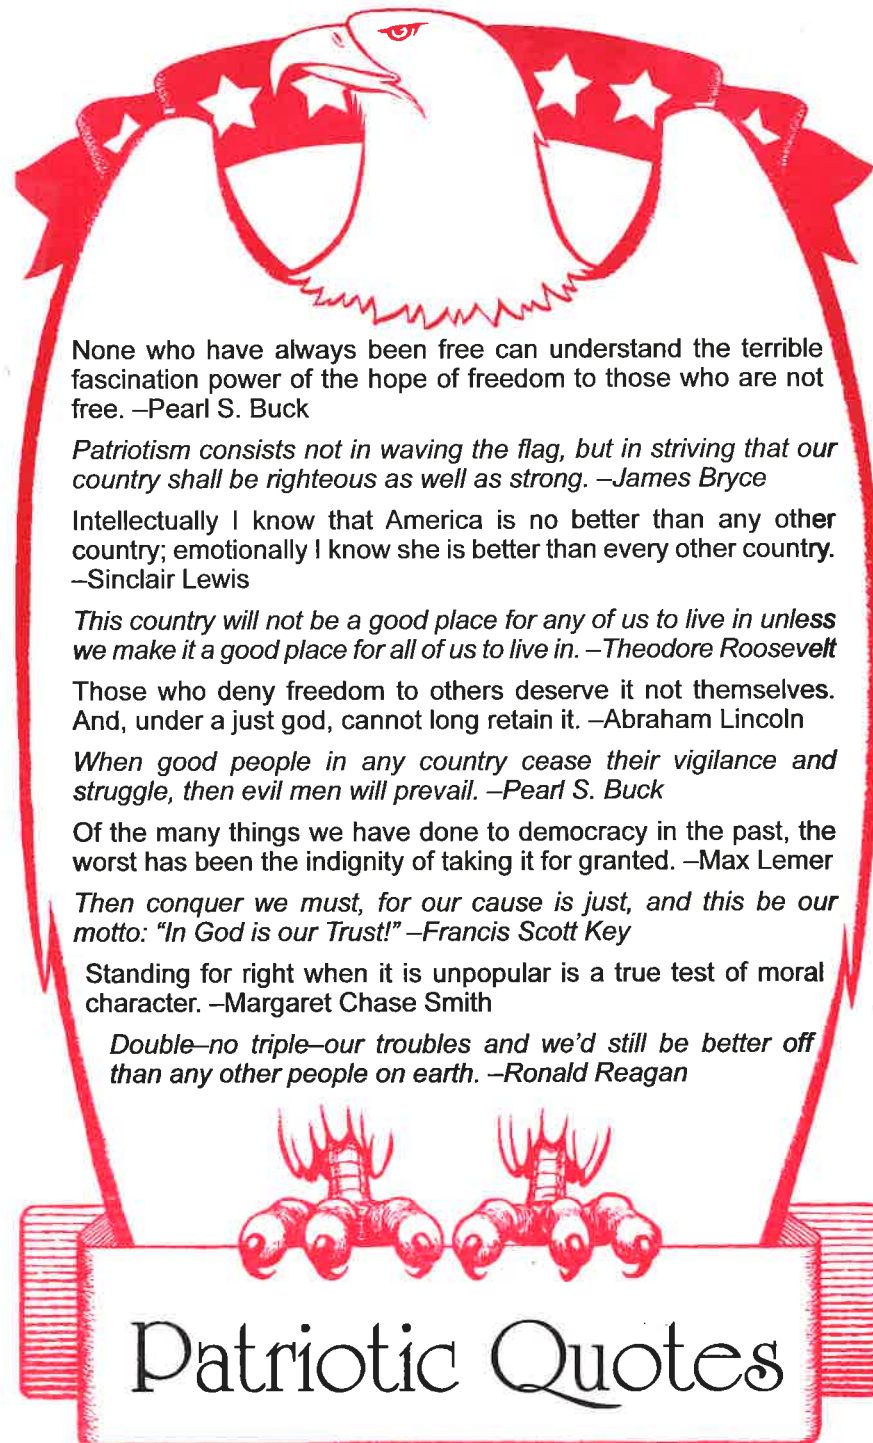 None who have always been free can understand the terrible
fascination power of the hope of freedom to those who are not
free. –Pearl S. Buck
Patriotism consists not in waving the flag, but in striving that our
country shall be righteous as well as strong. –James Bryce
Intellectually I know that America is no better than any other
country; emotionally I know she is better than every other country.
–Sinclair Lewis
This country will not be a good place for any of us to live in unless
we make it a good place for all of us to live in. –Theodore Roosevelt
Those who deny freedom to others deserve it not themselves.
And, under a just god, cannot long retain it. –Abraham Lincoln
When good people in any country cease their vigilance and
struggle, then evil men will prevail. –Pearl S. Buck
Of the many things we have done to democracy in the past, the
worst has been the indignity of taking it for granted. –Max Lemer
Then conquer we must, for our cause is just, and this be our
motto: “In God is our Trust!” –Francis Scott Key
Standing for right when it is unpopular is a true test of moral
character. –Margaret Chase Smith
Double–no triple–our troubles and we’d still be better off
than any other people on earth. –Ronald Reagan
Patriotic Quotes